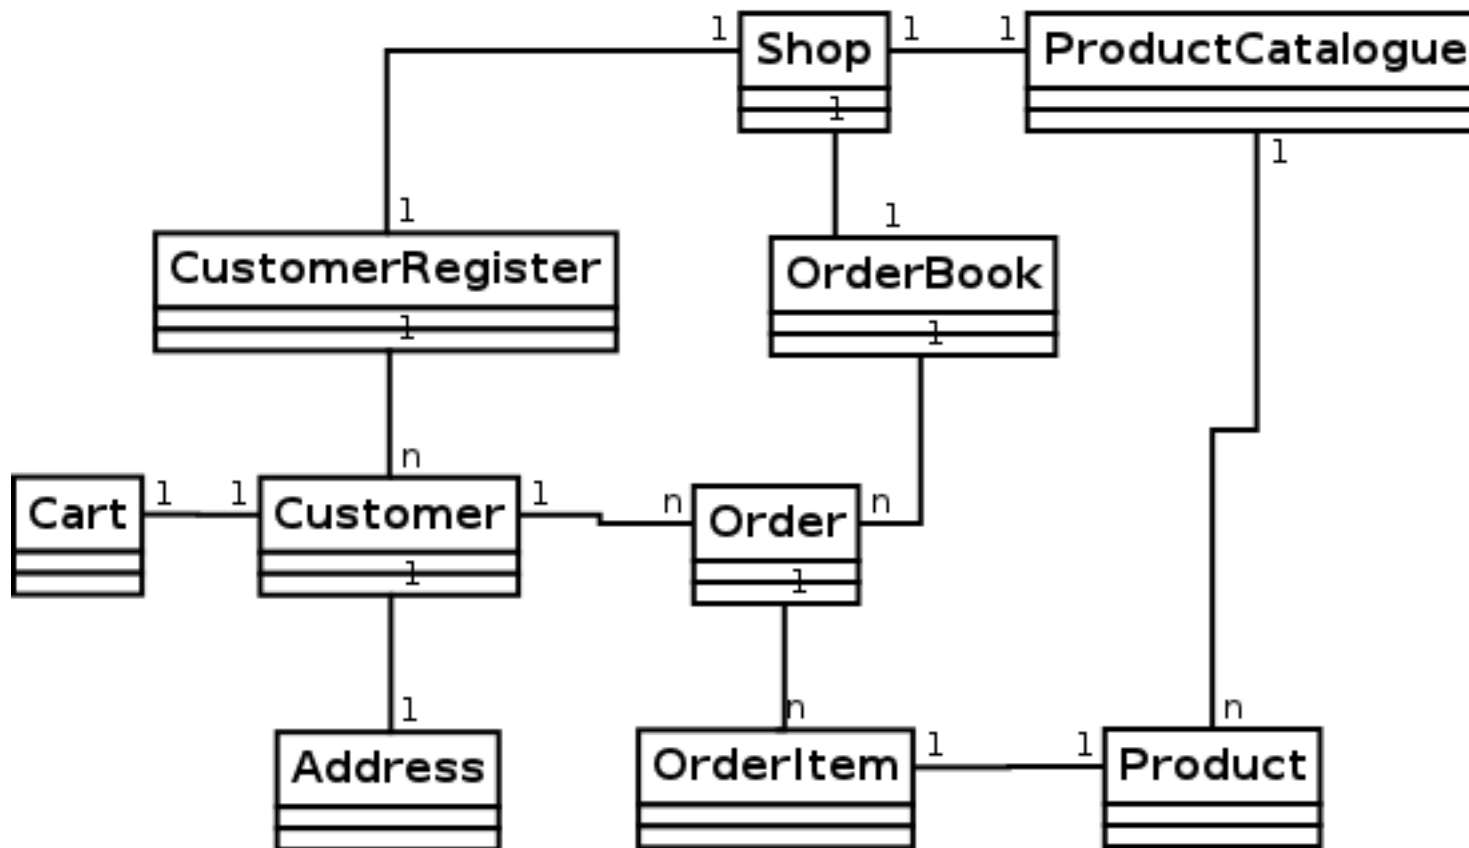 1 Shop 1 1 ProductCatalogue
1
1
1 1
CustomerRegister OrderBook
1 1
n
Cart 1 1 Customer 1 n Order n
1 1
1 n n
Address OrderItem 1 1 Product